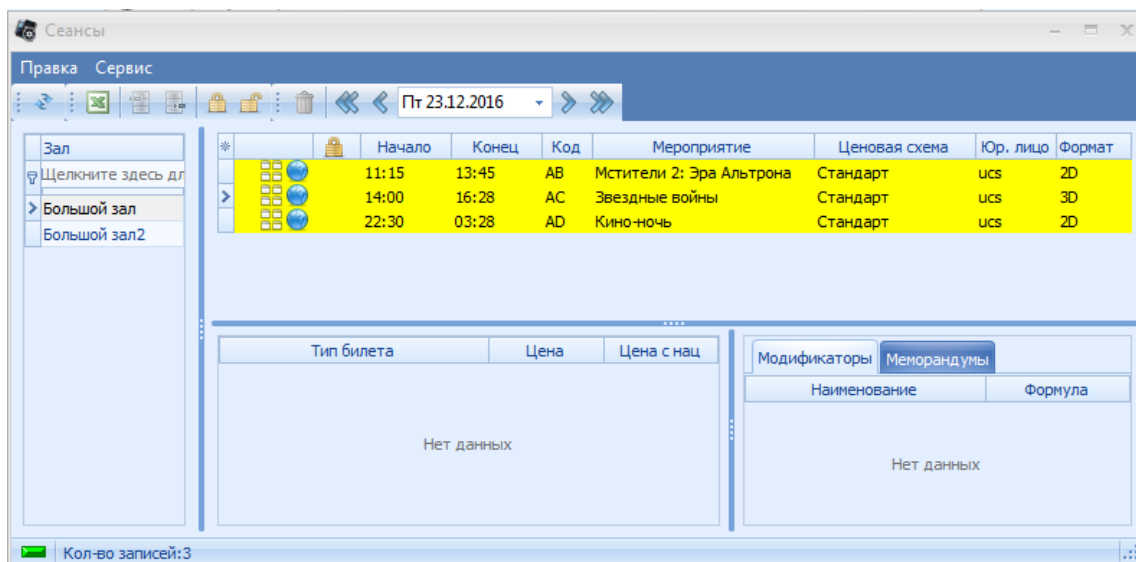 Сеансы
Правка Сервис
Пт 23.12.2016
Зал
Щелкните здесь дл
Большой зал
Большой зал2
Начало Конец Код Мероприятие Ценовая схема Юр. лицо Формат
11:15 13:45 AB Мстители 2: Эра Альтрона Стандарт ucs 2D
14:00 16:28 AC Звездные войны Стандарт ucs 3D
22:30 03:28 AD Кино-ночь Стандарт ucs 2D
Тип билета Цена Цена с нац
Нет данных
Модификаторы Меморандумы
Наименование Формула
Нет данных
Кол-во записей:3